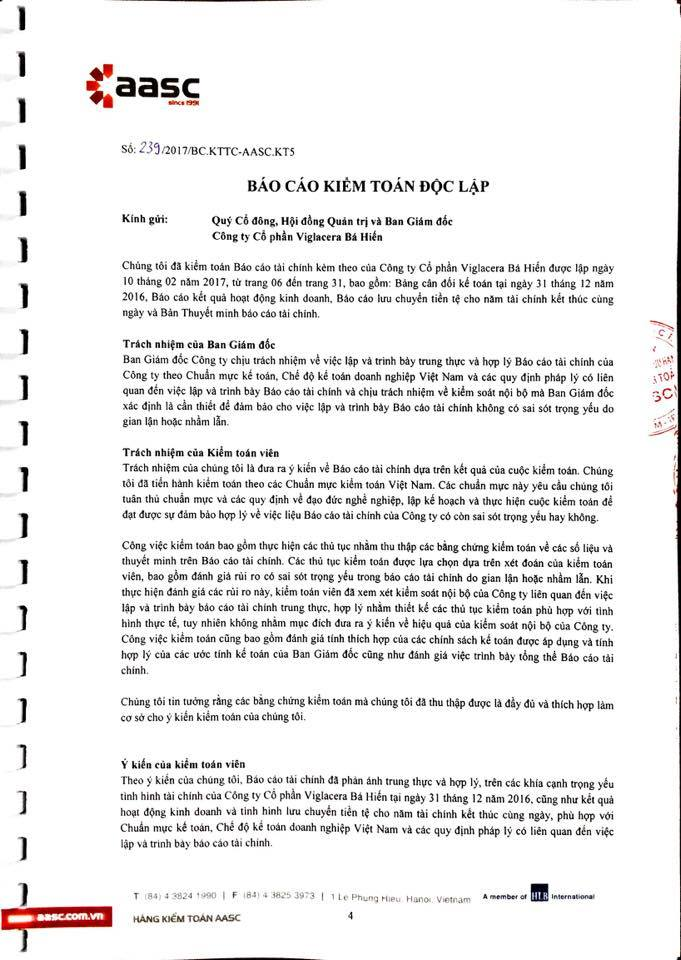 aasc
since 1991
Số: 239/2017/BC.KTTC-AASC.KT5
BÁO CÁO KIỂM TOÁN ĐỘC LẬP
Kính gửi: Quý Cổ đông, Hội đồng Quản trị và Ban Giám đốc
Công ty Cổ phần Viglacera Bá Hiến
Chúng tôi đã kiểm toán Báo cáo tài chính kèm theo của Công ty Cổ phần Viglacera Bá Hiến được lập ngày
10 tháng 02 năm 2017, từ trang 06 đến trang 31, bao gồm: Bảng cân đối kế toán tại ngày 31 tháng 12 năm
2016, Báo cáo kết quả hoạt động kinh doanh, Báo cáo lưu chuyển tiền tệ cho năm tài chính kết thúc cùng
ngày và Bản Thuyết minh báo cáo tài chính.
Trách nhiệm của Ban Giám đốc
Ban Giám đốc Công ty chịu trách nhiệm về việc lập và trình bày trung thực và hợp lý Báo cáo tài chính của
Công ty theo Chuẩn mực kế toán, Chế độ kế toán doanh nghiệp Việt Nam và các quy định pháp lý có liên
quan đến việc lập và trình bày Báo cáo tài chính và chịu trách nhiệm về kiểm soát nội bộ mà Ban Giám đốc
xác định là cần thiết để đảm bảo cho việc lập và trình bày Báo cáo tài chính không có sai sót trọng yếu do
gian lận hoặc nhầm lẫn.
Trách nhiệm của Kiểm toán viên
Trách nhiệm của chúng tôi là đưa ra ý kiến về Báo cáo tài chính dựa trên kết quả của cuộc kiểm toán. Chúng
tôi đã tiến hành kiểm toán theo các Chuẩn mực kiểm toán Việt Nam. Các chuẩn mực này yêu cầu chúng tôi
tuân thủ chuẩn mực và các quy định về đạo đức nghề nghiệp, lập kế hoạch và thực hiện cuộc kiểm toán để
đạt được sự đảm bảo hợp lý về việc liệu Báo cáo tài chính của Công ty có còn sai sót trọng yếu hay không.
Công việc kiểm toán bao gồm thực hiện các thủ tục nhằm thu thập các bằng chứng kiểm toán về các số liệu và
thuyết minh trên Báo cáo tài chính. Các thủ tục kiểm toán được lựa chọn dựa trên xét đoán của kiểm toán
viên, bao gồm đánh giá rủi ro có sai sót trọng yếu trong báo cáo tài chính do gian lận hoặc nhầm lẫn. Khi
thực hiện đánh giá các rủi ro này, kiểm toán viên đã xem xét kiểm soát nội bộ của Công ty liên quan đến việc
lập và trình bày báo cáo tài chính trung thực, hợp lý nhằm thiết kế các thủ tục kiểm toán phù hợp với tình
hình thực tế, tuy nhiên không nhằm mục đích đưa ra ý kiến về hiệu quả của kiểm soát nội bộ của Công ty.
Công việc kiểm toán cũng bao gồm đánh giá tính thích hợp của các chính sách kế toán được áp dụng và tính
hợp lý của các ước tính kế toán của Ban Giám đốc cũng như đánh giá việc trình bày tổng thể Báo cáo tài
chính.
Chúng tôi tin tưởng rằng các bằng chứng kiểm toán mà chúng tôi đã thu thập được là đầy đủ và thích hợp làm
cơ sở cho ý kiến kiểm toán của chúng tôi.
Ý kiến của kiểm toán viên
Theo ý kiến của chúng tôi, Báo cáo tài chính đã phản ánh trung thực và hợp lý, trên các khía cạnh trọng yếu
tình hình tài chính của Công ty Cổ phần Viglacera Bá Hiến tại ngày 31 tháng 12 năm 2016, cũng như kết quả
hoạt động kinh doanh và tình hình lưu chuyển tiền tệ cho năm tài chính kết thúc cùng ngày, phù hợp với
Chuẩn mực kế toán, Chế độ kế toán doanh nghiệp Việt Nam và các quy định pháp lý có liên quan đến việc
lập và trình bày báo cáo tài chính.
T (84) 4 3824 1990 | F (84) 4 3825 3973 | 1 Le Phung Hieu, Hanoi, Vietnam A member of HLB International
aasc.com.vn HÃNG KIỂM TOÁN AASC 4